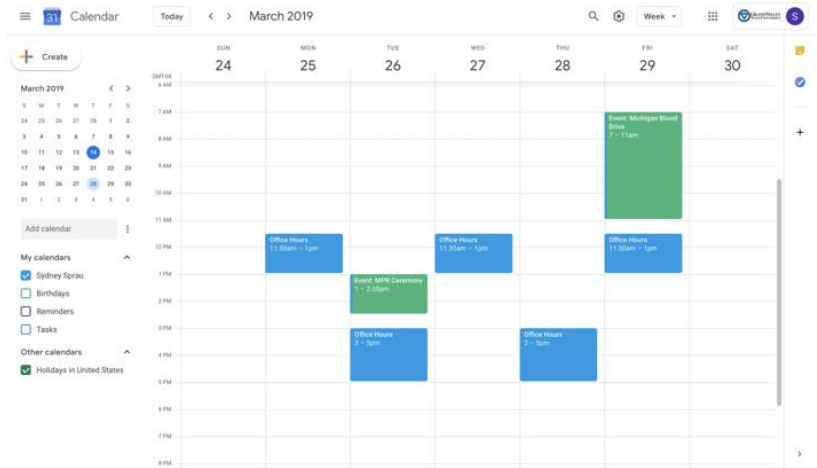 31 Calendar Today March 2019 Week GRAND VALLEY S
Create
SUN MON TUE WED THU FRI SAT
24 25 26 27 28 29 30
GMT-04
March 2019
S M T W T F S
24 25 26 27 28 1 2
3 4 5 6 7 8 9
10 11 12 13 14 15 16
17 18 19 20 21 22 23
24 25 26 27 28 29 30
31 1 2 3 4 5 6
Add calendar
My calendars
Sydney Sprau
Birthdays
Reminders
Tasks
Other calendars
Holidays in United States
6 AM
7 AM
8 AM
9 AM
10 AM
11 AM
12 PM
1 PM
2 PM
3 PM
4 PM
5 PM
6 PM
7 PM
8 PM
Office Hours
11:30am – 1pm
Event: MPR Ceremony
1 – 2:30pm
Office Hours
3 – 5pm
Office Hours
11:30am – 1pm
Office Hours
3 – 5pm
Event: Michigan Blood
Drive
7 – 11am
Office Hours
11:30am – 1pm